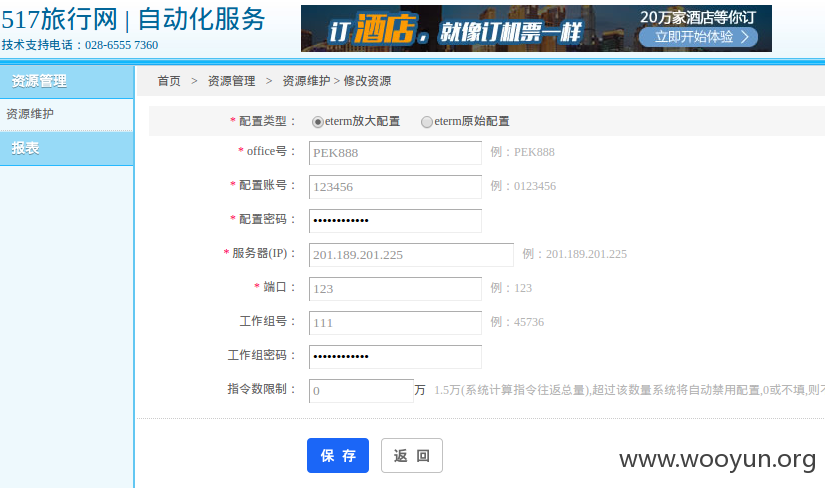 517旅行网 | 自动化服务
技术支持电话：028-6555 7360
订酒店，就像订机票一样
20万家酒店等你订
立即开始体验
资源管理
资源维护
报表
首页 > 资源管理 > 资源维护 > 修改资源
* 配置类型： eterm放大配置 eterm原始配置
* office号： PEK888 例：PEK888
* 配置账号： 123456 例：0123456
* 配置密码： ••••••••••••
* 服务器(IP)： 201.189.201.225 例：201.189.201.225
* 端口： 123 例：123
工作组号： 111 例：45736
工作组密码： ••••••••••••
指令数限制： 0 万 1.5万(系统计算指令往返总量),超过该数量系统将自动禁用配置,0或不填,则
保 存 返 回
www.wooyun.org